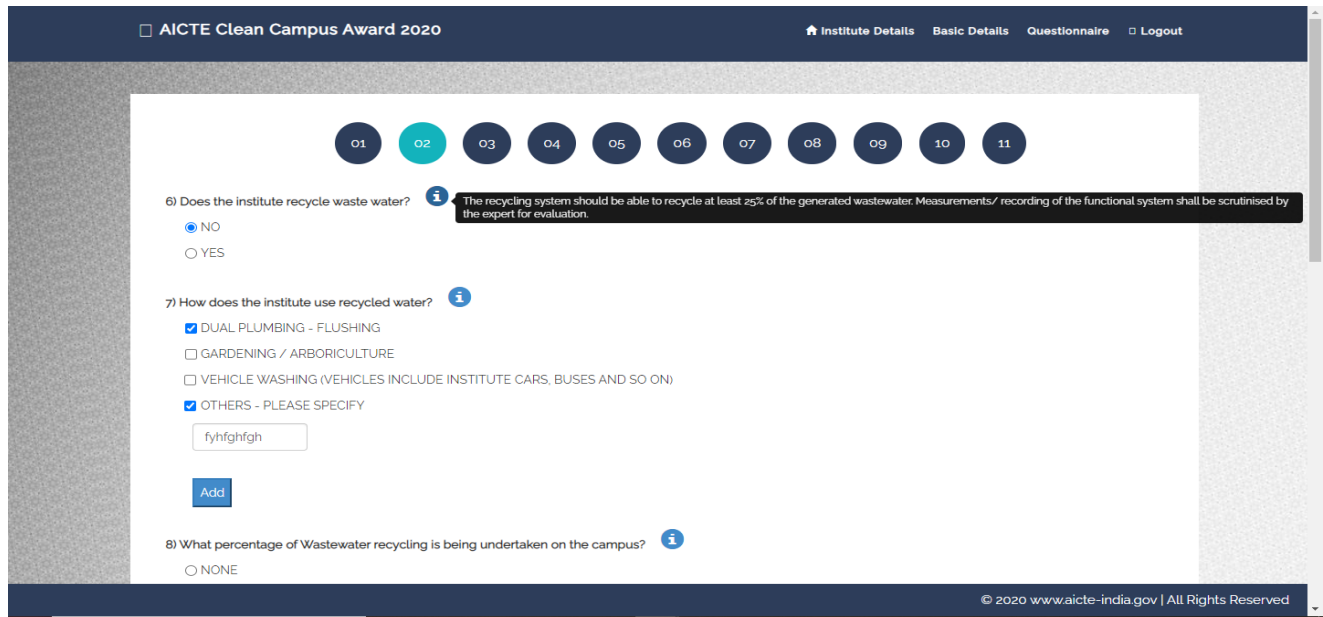 AICTE Clean Campus Award 2020
Institute Details Basic Details Questionnaire Logout
01 02 03 04 05 06 07 08 09 10 11
6) Does the institute recycle waste water?
The recycling system should be able to recycle at least 25% of the generated wastewater. Measurements/ recording of the functional system shall be scrutinised by
the expert for evaluation.
NO
YES
7) How does the institute use recycled water?
DUAL PLUMBING - FLUSHING
GARDENING / ARBORICULTURE
VEHICLE WASHING (VEHICLES INCLUDE INSTITUTE CARS, BUSES AND SO ON)
OTHERS - PLEASE SPECIFY
fyhfghfgh
Add
8) What percentage of Wastewater recycling is being undertaken on the campus?
NONE
© 2020 www.aicte-india.gov | All Rights Reserved